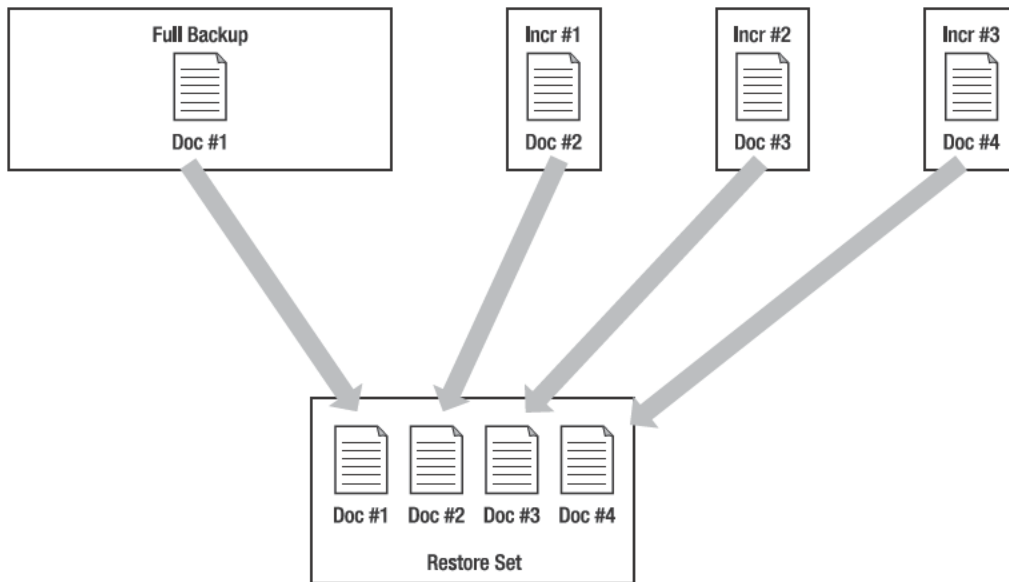 Full Backup
Doc #1
Incr #1
Doc #2
Incr #2
Doc #3
Incr #3
Doc #4
Doc #1 Doc #2 Doc #3 Doc #4
Restore Set